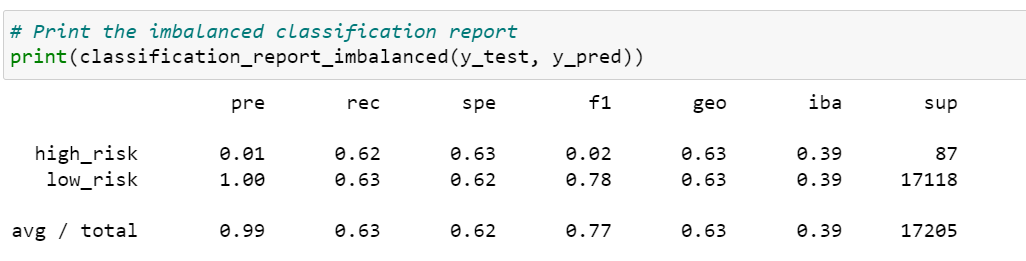 # Print the imbalanced classification report
print(classification_report_imbalanced(y_test, y_pred))
pre rec spe f1 geo iba sup
high_risk 0.01 0.62 0.63 0.02 0.63 0.39 87
low_risk 1.00 0.63 0.62 0.78 0.63 0.39 17118
avg / total 0.99 0.63 0.62 0.77 0.63 0.39 17205